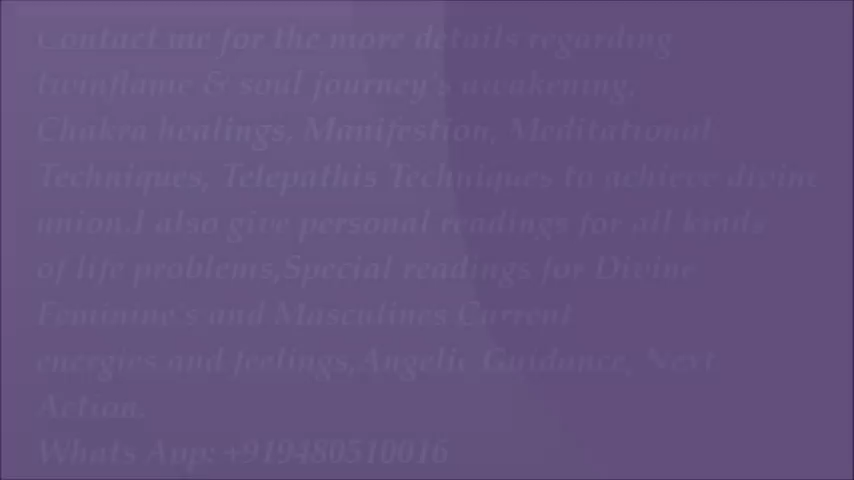 Contact me for the more details regarding
twinflame & soul journey's awakening,
Chakra healings, Manifestion, Meditational
Techniques, Telepathis Techniques to achieve divine
union.I also give personal readings for all kinds
of life problems,Special readings for Divine
Feminine's and Masculines Current
energies and feelings,Angelic Guidance, Next
Action.
Whats App: +919480510016